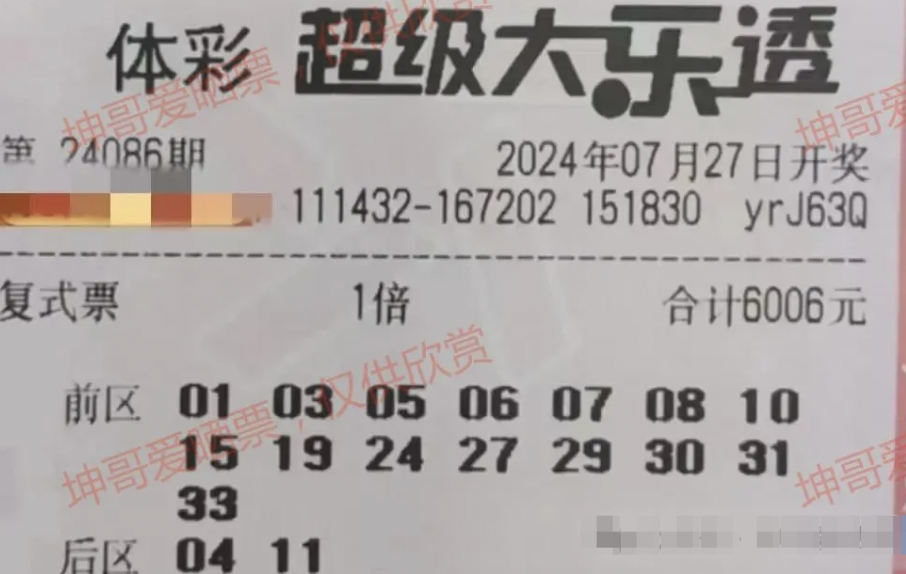 体彩 超级大乐透
第 24086期 2024年07月27日开奖
111432-167202 151830 yrJ63Q
复式票 1倍 合计6006元
前区 01 03 05 06 07 08 10
15 19 24 27 29 30 31
33
后区 04 11
坤哥爱晒票，仅供欣赏
坤哥爱晒票，仅供欣赏
坤哥爱
坤哥爱